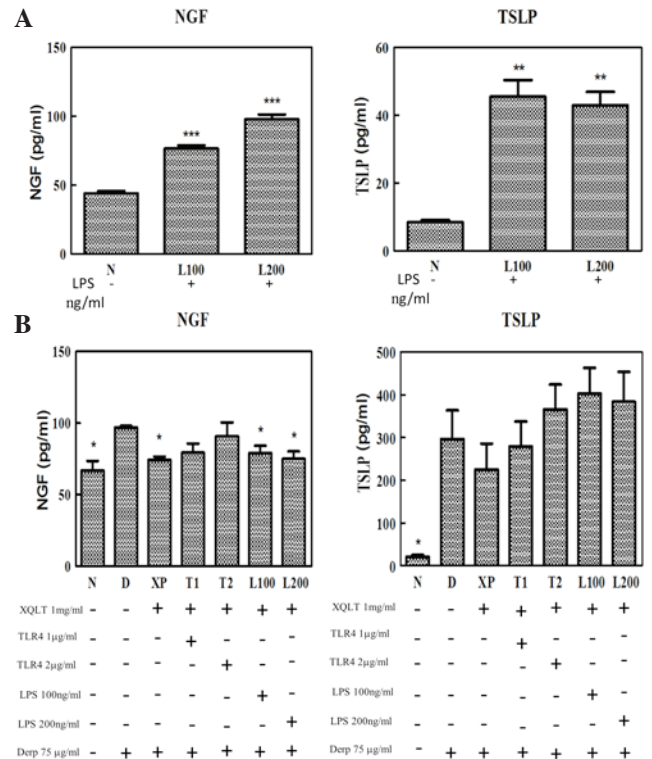 A
NGF
TSLP
NGF (pg/ml)
150
100
50
0
***
***
N L100 L200
LPS - + +
ng/ml
TSLP (pg/ml)
60
40
20
0
**
**
N L100 L200
LPS - + +
ng/ml
B
NGF
TSLP
NGF (pg/ml)
150
100
50
0
* * * *
N D XP T1 T2 L100 L200
TSLP (pg/ml)
500
400
300
200
100
0
*
N D XP T1 T2 L100 L200
XQLT 1mg/ml - - + + + + +
TLR4 1µg/ml - - - + - - -
TLR4 2µg/ml - - - - + - -
LPS 100ng/ml - - - - - + -
LPS 200ng/ml - - - - - - +
Derp 75 µg/ml - + + + + + +
XQLT 1mg/ml - - + + + + +
TLR4 1µg/ml - - - + - - -
TLR4 2µg/ml - - - - + - -
LPS 100ng/ml - - - - - + -
LPS 200ng/ml - - - - - - +
Derp 75 µg/ml - + + + + + +